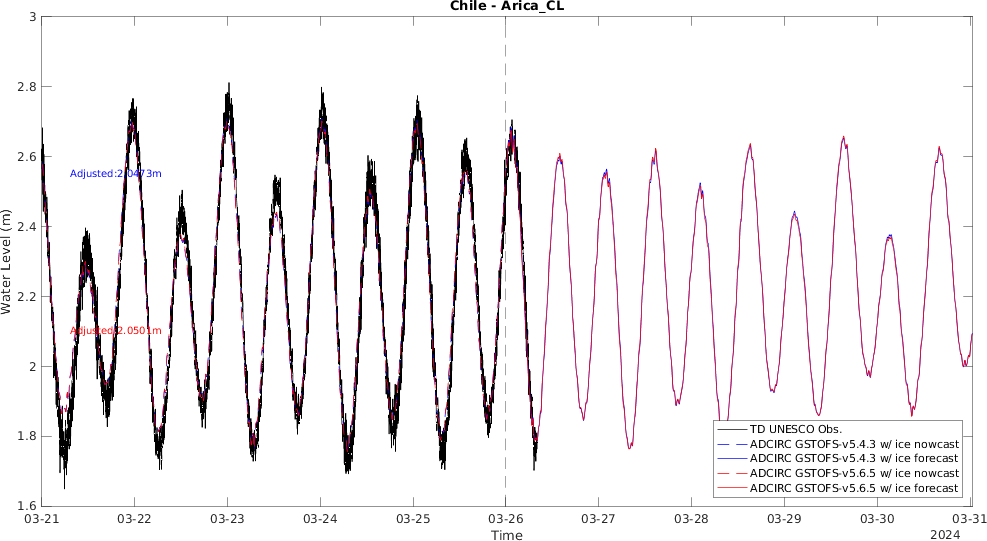 Chile - Arica_CL
3
2.8
2.6
2.4
2.2
2
1.8
1.6
Water Level (m)
Adjusted:2.0473m
Adjusted:2.0501m
TD UNESCO Obs.
ADCIRC GSTOFS-v5.4.3 w/ ice nowcast
ADCIRC GSTOFS-v5.4.3 w/ ice forecast
ADCIRC GSTOFS-v5.6.5 w/ ice nowcast
ADCIRC GSTOFS-v5.6.5 w/ ice forecast
03-21 03-22 03-23 03-24 03-25 03-26 03-27 03-28 03-29 03-30 03-31
Time
2024